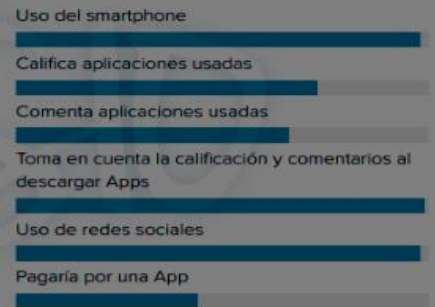 Uso del smartphone
Califica aplicaciones usadas
Comenta aplicaciones usadas
Toma en cuenta la calificación y comentarios al
descargar Apps
Uso de redes sociales
Pagaría por una App